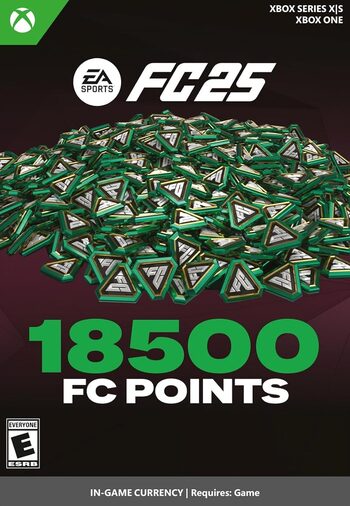 XBOX SERIES X|S
XBOX ONE
EA
SPORTS
FC25
18500
FC POINTS
EVERYONE
E
ESRB
IN-GAME CURRENCY | Requires: Game